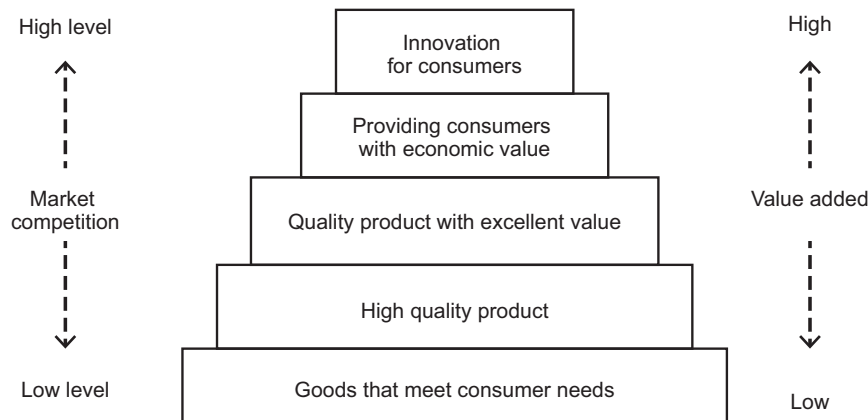 High level
Innovation
for consumers
High
Providing consumers
with economic value
Market
competition
Quality product with excellent value
Value added
High quality product
Low level
Goods that meet consumer needs
Low